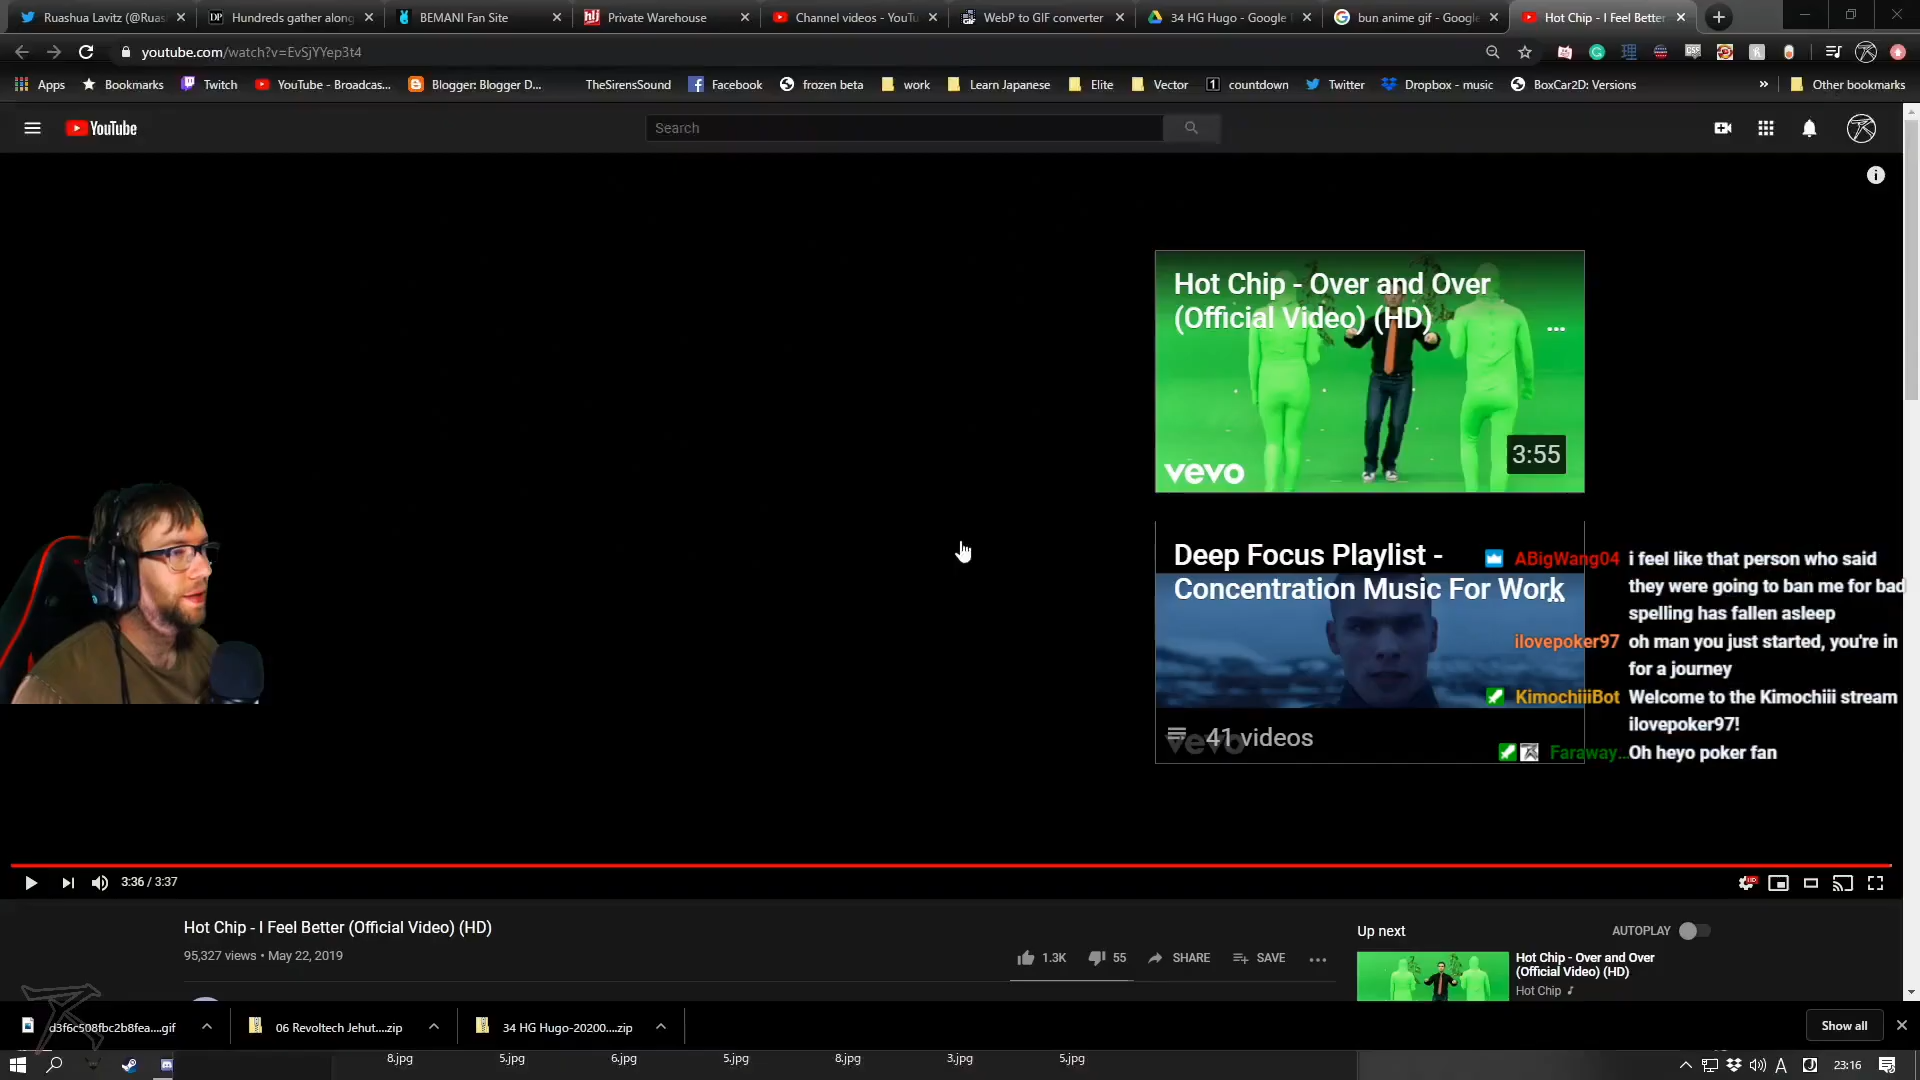 Ruashua Lavitz (@Ruas
Hundreds gather along
BEMANI Fan Site
Private Warehouse
Channel videos - YouTu
WebP to GIF converter
34 HG Hugo - Google
bun anime gif - Google
Hot Chip - I Feel Better
youtube.com/watch?v=EvSjYYep3t4
Apps
Bookmarks
Twitch
YouTube - Broadcas...
Blogger: Blogger D...
TheSirensSound
Facebook
frozen beta
work
Learn Japanese
Elite
Vector
countdown
Twitter
Dropbox - music
BoxCar2D: Versions
»
Other bookmarks
YouTube
Search
Hot Chip - Over and Over
(Official Video) (HD)
3:55
vevo
Deep Focus Playlist -
Concentration Music For Work
41 videos
vevo
ABigWang04 i feel like that person who said
they were going to ban me for bad
spelling has fallen asleep
ilovepoker97 oh man you just started, you're in
for a journey
KimochiiiBot Welcome to the Kimochiii stream
ilovepoker97!
Faraway... Oh heyo poker fan
3:36 / 3:37
Hot Chip - I Feel Better (Official Video) (HD)
95,327 views • May 22, 2019
1.3K
55
SHARE
SAVE
Up next
AUTOPLAY
Hot Chip - Over and Over
(Official Video) (HD)
Hot Chip
d3f6c508fbc2b8fea....gif
06 Revoltech Jehut....zip
34 HG Hugo-20200....zip
Show all
8.jpg
5.jpg
6.jpg
5.jpg
8.jpg
3.jpg
5.jpg
A
23:16